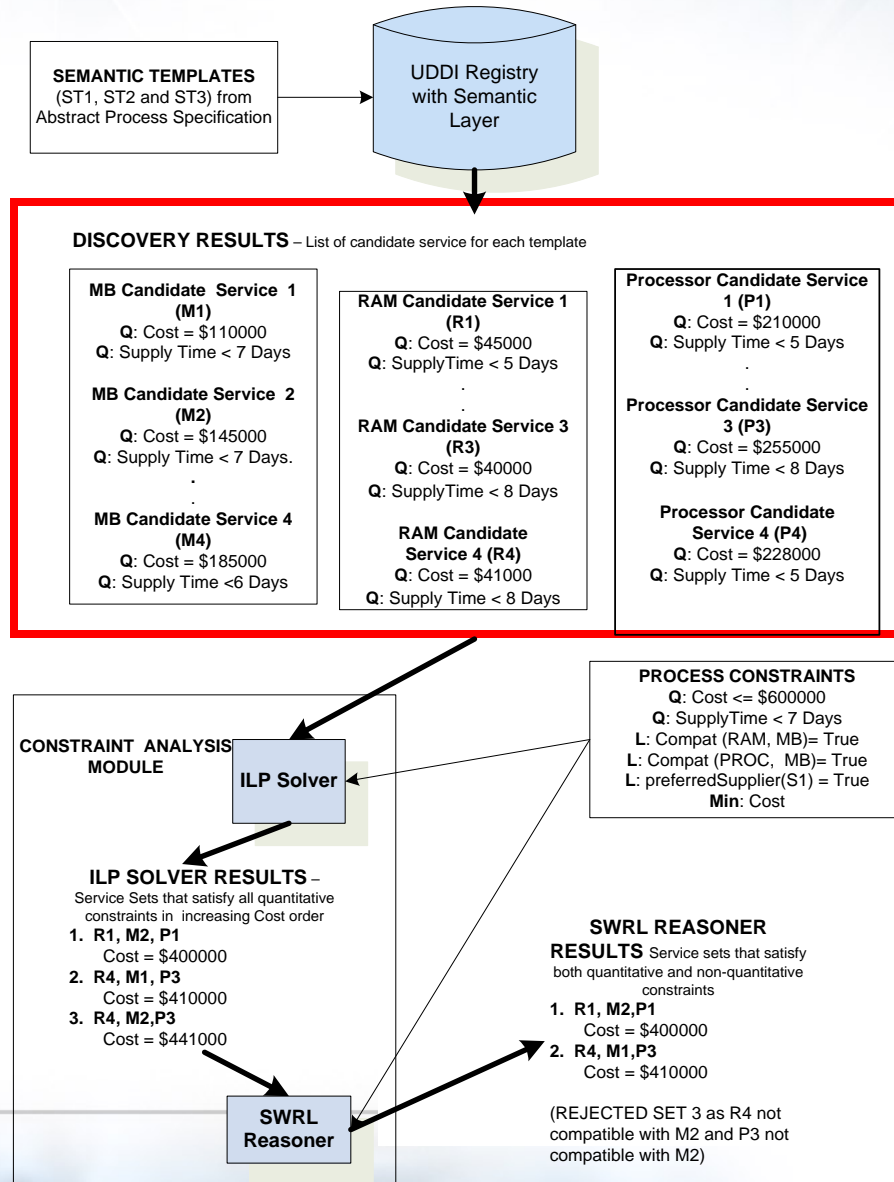 SEMANTIC TEMPLATES
(ST1, ST2 and ST3) from
Abstract Process Specification
UDDI Registry
with Semantic
Layer
DISCOVERY RESULTS – List of candidate service for each template
MB Candidate Service 1
(M1)
Q: Cost = $110000
Q: Supply Time < 7 Days
MB Candidate Service 2
(M2)
Q: Cost = $145000
Q: Supply Time < 7 Days.
.
.
MB Candidate Service 4
(M4)
Q: Cost = $185000
Q: Supply Time <6 Days
RAM Candidate Service 1
(R1)
Q: Cost = $45000
Q: SupplyTime < 5 Days
.
.
RAM Candidate Service 3
(R3)
Q: Cost = $40000
Q: SupplyTime < 8 Days
RAM Candidate
Service 4 (R4)
Q: Cost = $41000
Q: Supply Time < 8 Days
Processor Candidate Service
1 (P1)
Q: Cost = $210000
Q: Supply Time < 5 Days
.
.
Processor Candidate Service
3 (P3)
Q: Cost = $255000
Q: Supply Time < 8 Days
Processor Candidate
Service 4 (P4)
Q: Cost = $228000
Q: Supply Time < 5 Days
PROCESS CONSTRAINTS
Q: Cost <= $600000
Q: SupplyTime < 7 Days
L: Compat (RAM, MB)= True
L: Compat (PROC, MB)= True
L: preferredSupplier(S1) = True
Min: Cost
CONSTRAINT ANALYSIS
MODULE
ILP Solver
ILP SOLVER RESULTS –
Service Sets that satisfy all quantitative
constraints in increasing Cost order
1. R1, M2, P1
Cost = $400000
2. R4, M1, P3
Cost = $410000
3. R4, M2,P3
Cost = $441000
SWRL
Reasoner
SWRL REASONER
RESULTS Service sets that satisfy
both quantitative and non-quantitative
constraints
1. R1, M2,P1
Cost = $400000
2. R4, M1,P3
Cost = $410000
(REJECTED SET 3 as R4 not
compatible with M2 and P3 not
compatible with M2)